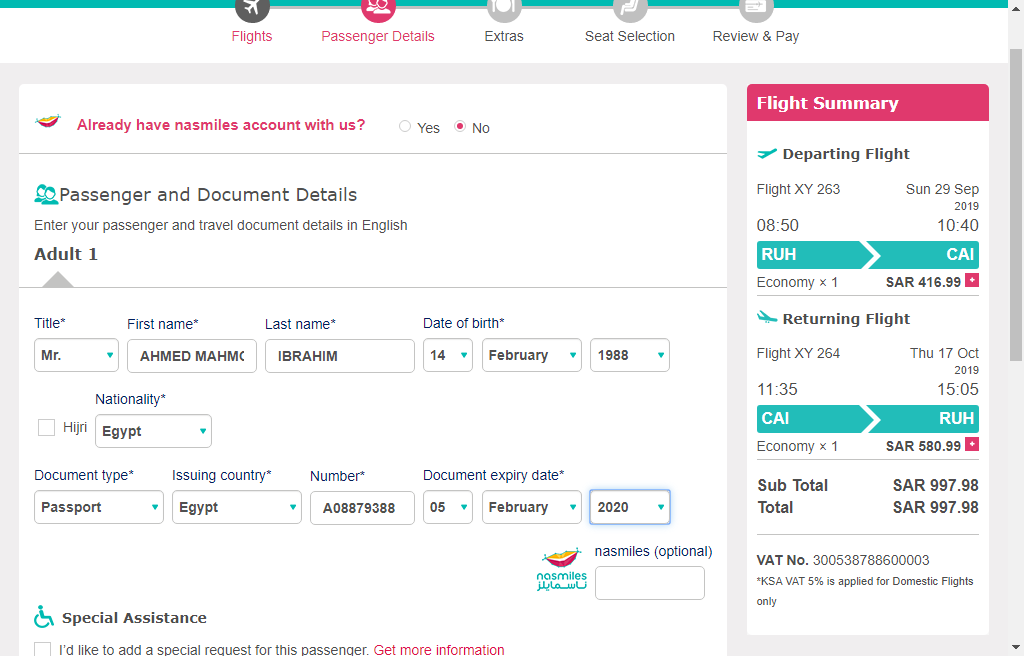 Flights
Passenger Details
Extras
Seat Selection
Review & Pay
Already have nasmiles account with us?
Yes
No
Passenger and Document Details
Enter your passenger and travel document details in English
Adult 1
Title*
First name*
Last name*
Date of birth*
Mr.
AHMED MAHMO
IBRAHIM
14
February
1988
Nationality*
Hijri
Egypt
Document type*
Issuing country*
Number*
Document expiry date*
Passport
Egypt
A08879388
05
February
2020
nasmiles (optional)
nasmiles
ناسمايلز
Special Assistance
I'd like to add a special request for this passenger. Get more information
Flight Summary
Departing Flight
Flight XY 263 Sun 29 Sep
2019
08:50 10:40
RUH CAI
Economy × 1 SAR 416.99 +
Returning Flight
Flight XY 264 Thu 17 Oct
2019
11:35 15:05
CAI RUH
Economy × 1 SAR 580.99 +
Sub Total SAR 997.98
Total SAR 997.98
VAT No. 300538788600003
*KSA VAT 5% is applied for Domestic Flights
only